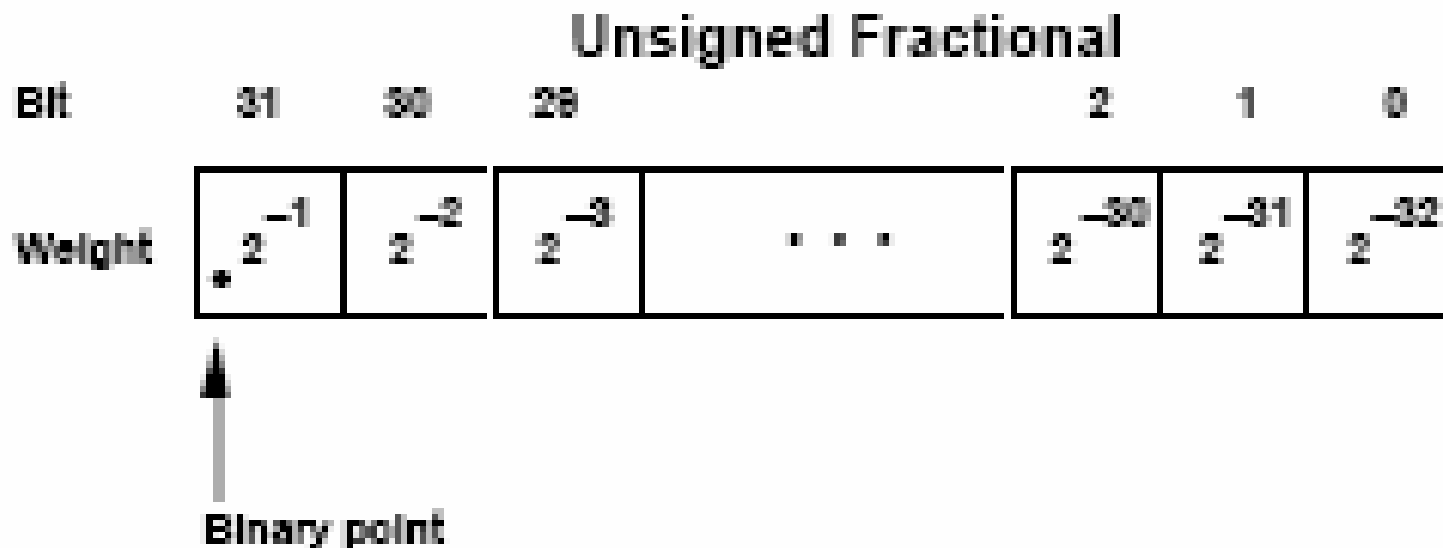 Unsigned Fractional
Bit 31 30 29 2 1 0
Weight .2⁻¹ 2⁻² 2⁻³ . . . 2⁻³⁰ 2⁻³¹ 2⁻³²
Binary point